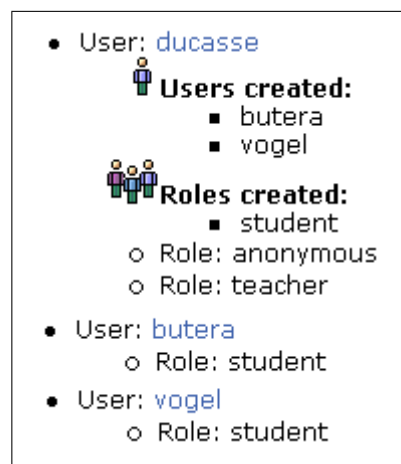 User: ducasse
Users created:
butera
vogel
Roles created:
student
Role: anonymous
Role: teacher
User: butera
Role: student
User: vogel
Role: student